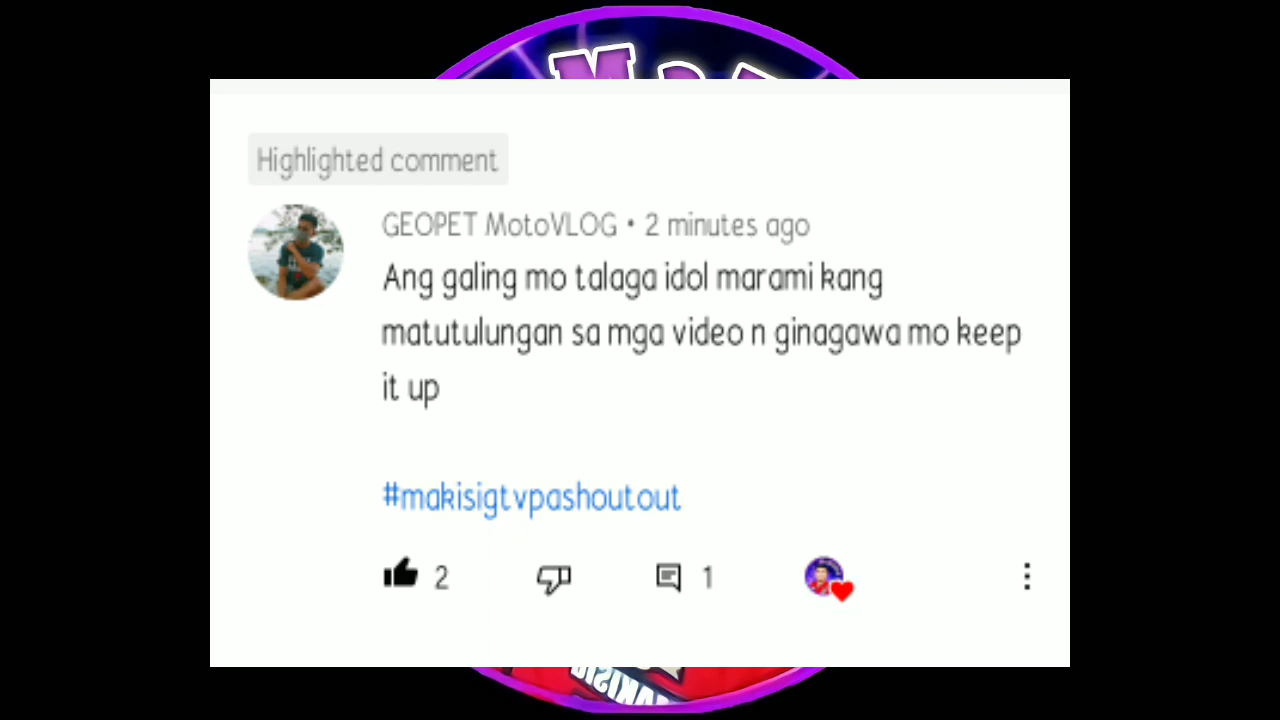 Highlighted comment
GEOPET MotoVLOG • 2 minutes ago
Ang galing mo talaga idol marami kang
matutulungan sa mga video n ginagawa mo keep
it up
#makisigtvpashoutout
2
1